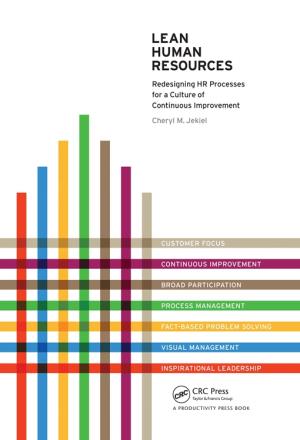 LEAN
HUMAN
RESOURCES
Redesigning HR Processes
for a Culture of
Continuous Improvement
Cheryl M. Jekiel
CUSTOMER FOCUS
CONTINUOUS IMPROVEMENT
BROAD PARTICIPATION
PROCESS MANAGEMENT
FACT-BASED PROBLEM SOLVING
VISUAL MANAGEMENT
INSPIRATIONAL LEADERSHIP
CRC
CRC Press
Taylor & Francis Group
A PRODUCTIVITY PRESS BOOK